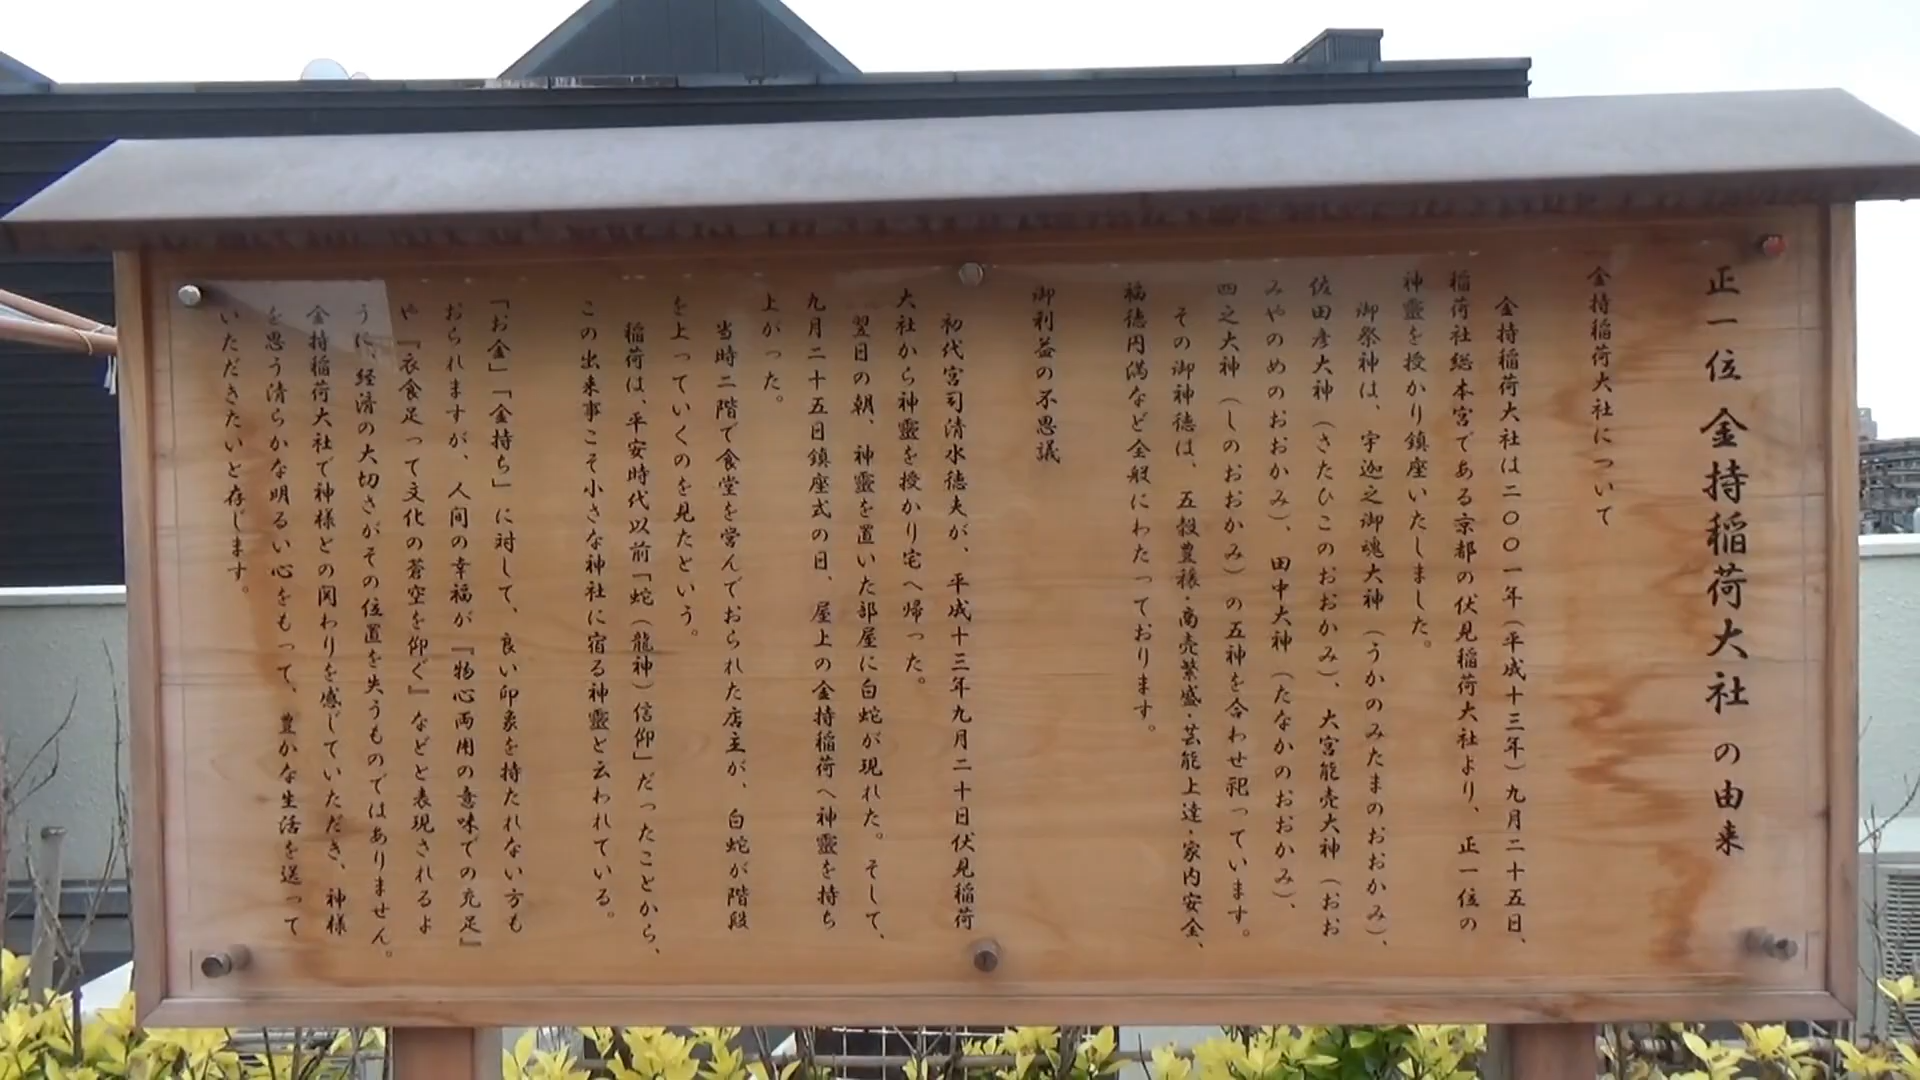 正一位 金持稲荷大社 の由来
金持稲荷大社について
金持稲荷大社は二〇〇一年（平成十三年）九月二十五日、
稲荷社総本宮である京都の伏見稲荷大社より、正一位の
神靈を授かり鎮座いたしました。
御祭神は、宇迦之御魂大神（うかのみたまのおおかみ）、
佐田彦大神（さたひこのおおかみ）、大宮能売大神（おお
みやのめのおおかみ）、田中大神（たなかのおおかみ）、
四之大神（しのおおかみ）の五神を合わせ祀っています。
その御神徳は、五穀豊穣・商売繁盛・芸能上達・家内安全、
福徳円満など全般にわたっております。
御利益の不思議
初代宮司清水徳夫が、平成十三年九月二十日伏見稲荷
大社から神靈を授かり宅へ帰った。
翌日の朝、神靈を置いた部屋に白蛇が現れた。そして、
九月二十五日鎮座式の日、屋上の金持稲荷へ神靈を持ち
上がった。
当時二階で食堂を営んでおられた店主が、白蛇が階段
を上っていくのを見たという。
稲荷は、平安時代以前「蛇（龍神）信仰」だったことから、
この出来事こそ小さな神社に宿る神靈と云われている。
「お金」「金持ち」に対して、良い印象を持たれない方も
おられますが、人間の幸福が『物心両用の意味での充足』
や『衣食足って文化の蒼空を仰ぐ』などと表現されるよ
うに、経済の大切さがその位置を失うものではありません。
金持稲荷大社で神様との関わりを感じていただき、神様
を思う清らかな明るい心をもって、豊かな生活を送って
いただきたいと存じます。